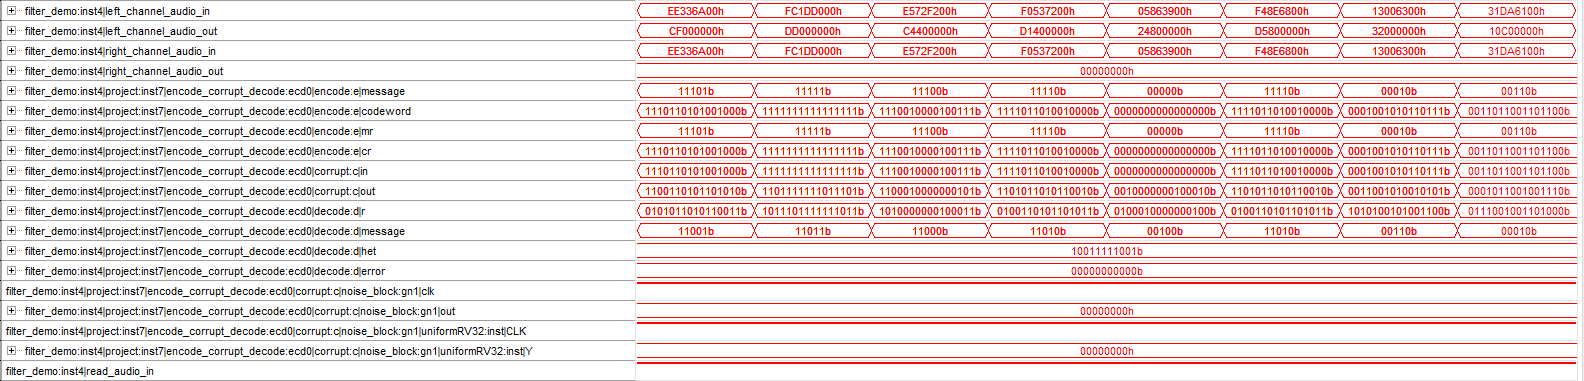 filter_demo:inst4|left_channel_audio_in EE336A00h FC1DD000h E572F200h F0537200h 05863900h F48E6800h 13006300h 31DA6100h
filter_demo:inst4|left_channel_audio_out CF000000h DD000000h C4400000h D1400000h 24800000h D5800000h 32000000h 10C00000h
filter_demo:inst4|right_channel_audio_in EE336A00h FC1DD000h E572F200h F0537200h 05863900h F48E6800h 13006300h 31DA6100h
filter_demo:inst4|right_channel_audio_out 00000000h
filter_demo:inst4|project:inst7|encode_corrupt_decode:ecd0|encode:e|message 11101b 11111b 11100b 11110b 00000b 11110b 00010b 00110b
filter_demo:inst4|project:inst7|encode_corrupt_decode:ecd0|encode:e|codeword 1110110101001000b 1111111111111111b 1110010000100111b 1111011010010000b 0000000000000000b 1111011010010000b 0001001010110111b 0011011001101100b
filter_demo:inst4|project:inst7|encode_corrupt_decode:ecd0|encode:e|mr 11101b 11111b 11100b 11110b 00000b 11110b 00010b 00110b
filter_demo:inst4|project:inst7|encode_corrupt_decode:ecd0|encode:e|cr 1110110101001000b 1111111111111111b 1110010000100111b 1111011010010000b 0000000000000000b 1111011010010000b 0001001010110111b 0011011001101100b
filter_demo:inst4|project:inst7|encode_corrupt_decode:ecd0|corrupt:c|in 1110110101001000b 1111111111111111b 1110010000100111b 1111011010010000b 0000000000000000b 1111011010010000b 0001001010110111b 0011011001101100b
filter_demo:inst4|project:inst7|encode_corrupt_decode:ecd0|corrupt:c|out 1100110101101010b 1101111111011101b 1100010000000101b 1101011010110010b 0010000000100010b 1101011010110010b 0011001010010101b 0001011001001110b
filter_demo:inst4|project:inst7|encode_corrupt_decode:ecd0|decode:d|r 0101011010110011b 1011101111111011b 1010000000100011b 0100110101101011b 0100010000000100b 0100110101101011b 1010100101001100b 0111001001101000b
filter_demo:inst4|project:inst7|encode_corrupt_decode:ecd0|decode:d|message 11001b 11011b 11000b 11010b 00100b 11010b 00110b 00010b
filter_demo:inst4|project:inst7|encode_corrupt_decode:ecd0|decode:d|het 10011111001b
filter_demo:inst4|project:inst7|encode_corrupt_decode:ecd0|decode:d|error 00000000000b
filter_demo:inst4|project:inst7|encode_corrupt_decode:ecd0|corrupt:c|noise_block:gn1|clk
filter_demo:inst4|project:inst7|encode_corrupt_decode:ecd0|corrupt:c|noise_block:gn1|out 00000000h
filter_demo:inst4|project:inst7|encode_corrupt_decode:ecd0|corrupt:c|noise_block:gn1|uniformRV32:inst|CLK
filter_demo:inst4|project:inst7|encode_corrupt_decode:ecd0|corrupt:c|noise_block:gn1|uniformRV32:inst|Y 00000000h
filter_demo:inst4|read_audio_in